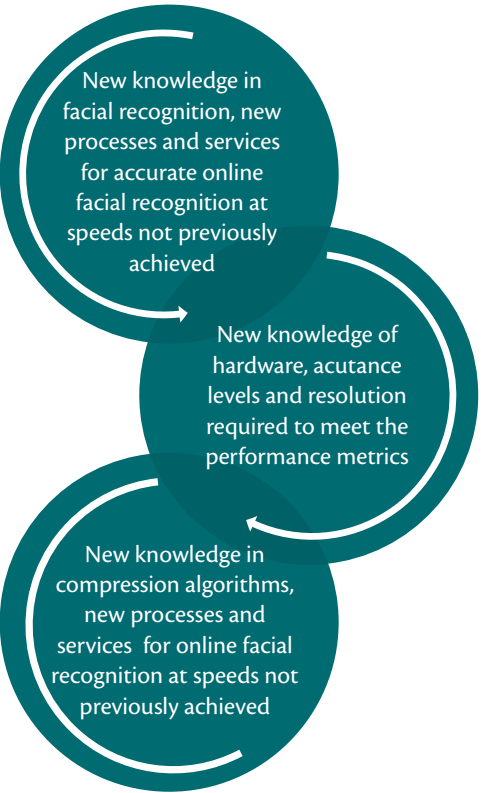 New knowledge in
facial recognition, new
processes and services
for accurate online
facial recognition at
speeds not previously
achieved
New knowledge of
hardware, acutance
levels and resolution
required to meet the
performance metrics
New knowledge in
compression algorithms,
new processes and
services for online facial
recognition at speeds not
previously achieved